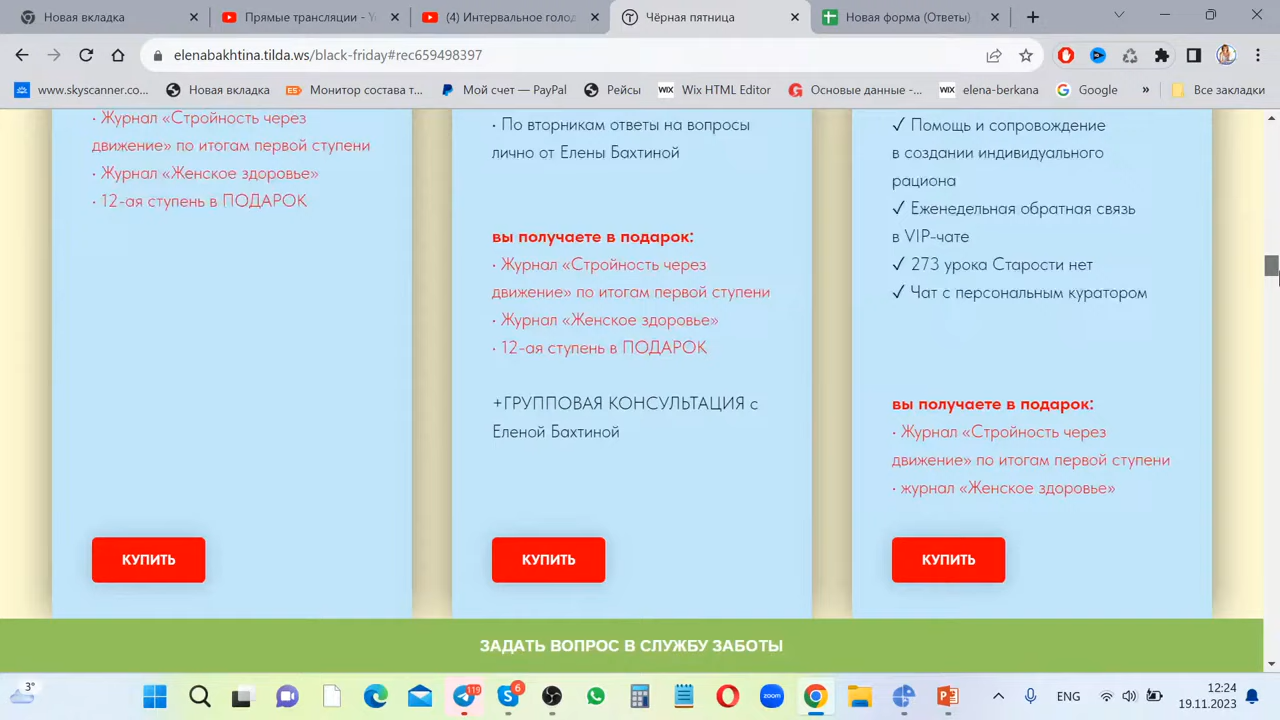 Новая вкладка
Прямые трансляции - Y
(4) Интервальное голод
Чёрная пятница
Новая форма (Ответы)
elenabakhtina.tilda.ws/black-friday#rec659498397
www.skyscanner.co...
Новая вкладка
Монитор состава т...
Мой счет — PayPal
Рейсы
WIX
Wix HTML Editor
Основые данные -...
WIX
elena-berkana
Google
»
Все закладки
• Журнал «Стройность через
движение» по итогам первой ступени
• Журнал «Женское здоровье»
• 12-ая ступень в ПОДАРОК
КУПИТЬ
• По вторникам ответы на вопросы
лично от Елены Бахтиной
вы получаете в подарок:
• Журнал «Стройность через
движение» по итогам первой ступени
• Журнал «Женское здоровье»
• 12-ая ступень в ПОДАРОК
+ГРУППОВАЯ КОНСУЛЬТАЦИЯ с
Еленой Бахтиной
КУПИТЬ
✓ Помощь и сопровождение
в создании индивидуального
рациона
✓ Еженедельная обратная связь
в VIP-чате
✓ 273 урока Старости нет
✓ Чат с персональным куратором
вы получаете в подарок:
• Журнал «Стройность через
движение» по итогам первой ступени
• журнал «Женское здоровье»
КУПИТЬ
ЗАДАТЬ ВОПРОС В СЛУЖБУ ЗАБОТЫ
3°
119
6
zoom
ENG
12:24
19.11.2023